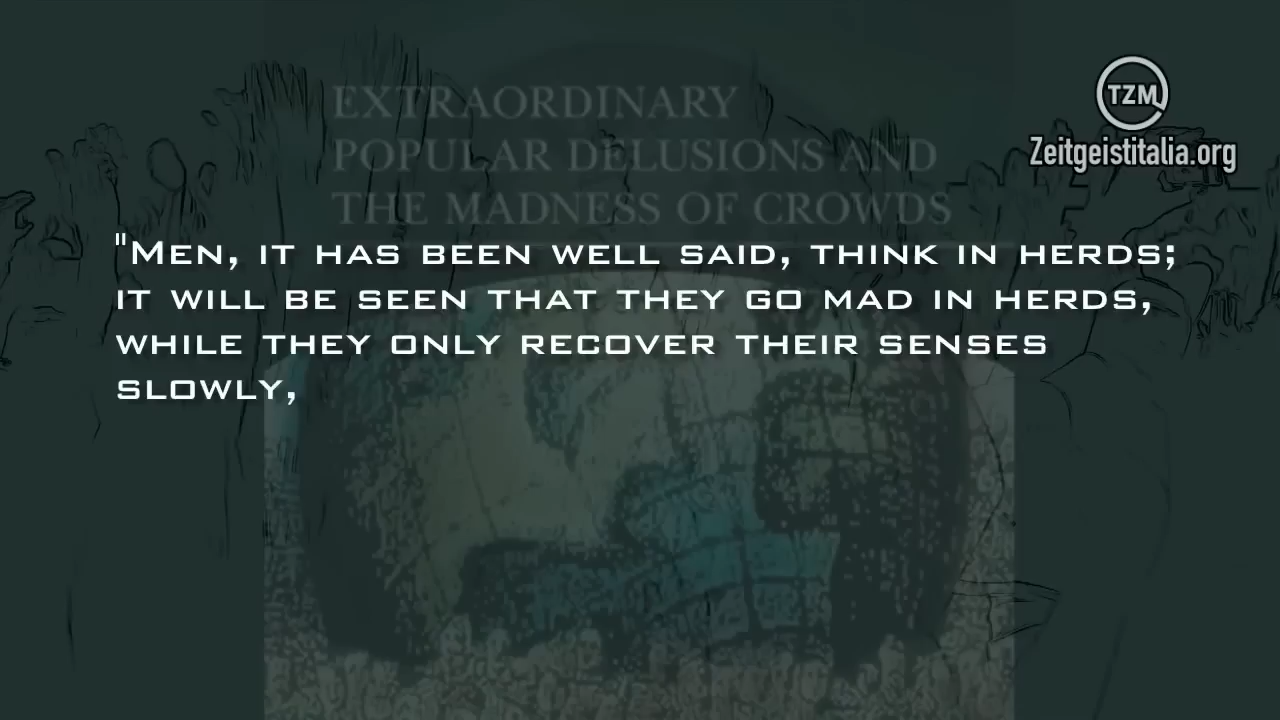 EXTRAORDINARY
POPULAR DELUSIONS AND
THE MADNESS OF CROWDS
TZM
Zeitgeistitalia.org
"Men, it has been well said, think in herds;
it will be seen that they go mad in herds,
while they only recover their senses
slowly,